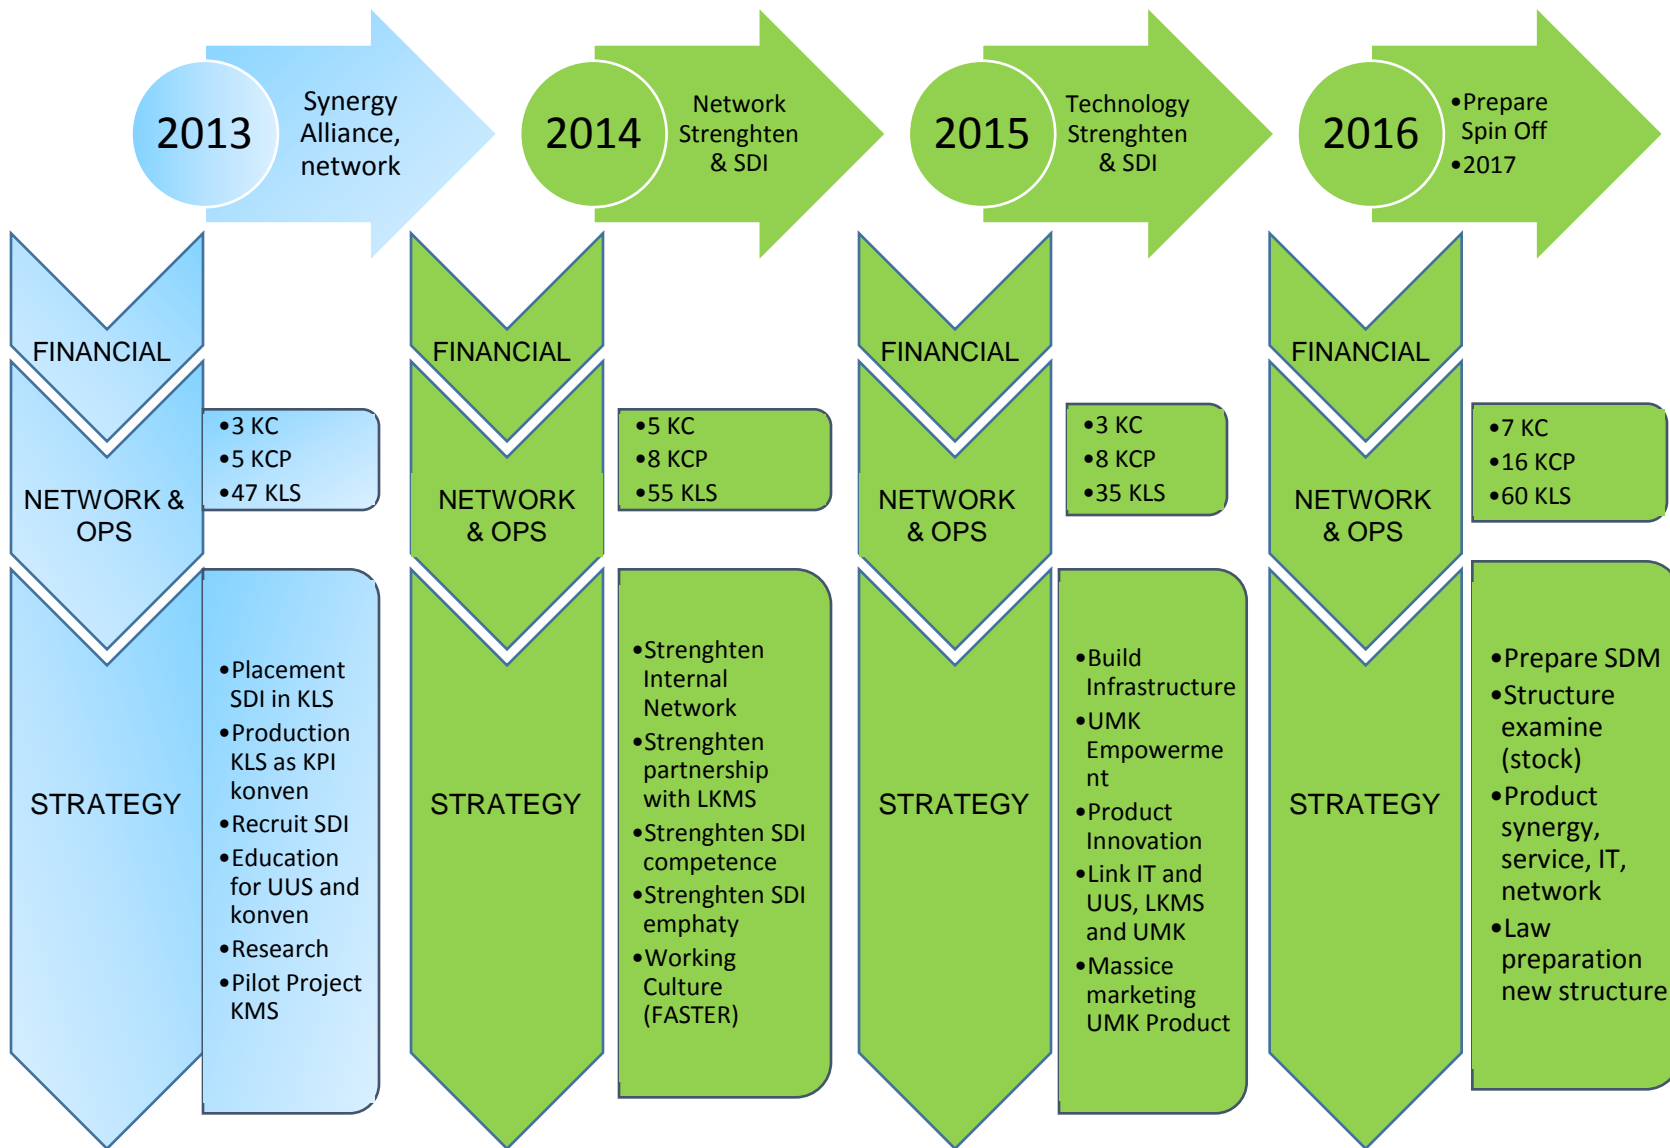 2013
Synergy
Alliance,
network
2014
Network
Strenghten
& SDI
2015
Technology
Strenghten
& SDI
2016
•Prepare
Spin Off
•2017
FINANCIAL
NETWORK &
OPS
•3 KC
•5 KCP
•47 KLS
STRATEGY
•Placement
SDI in KLS
•Production
KLS as KPI
konven
•Recruit SDI
•Education
for UUS and
konven
•Research
•Pilot Project
KMS
FINANCIAL
NETWORK
& OPS
•5 KC
•8 KCP
•55 KLS
STRATEGY
•Strenghten
Internal
Network
•Strenghten
partnership
with LKMS
•Strenghten SDI
competence
•Strenghten SDI
emphaty
•Working
Culture
(FASTER)
FINANCIAL
NETWORK
& OPS
•3 KC
•8 KCP
•35 KLS
STRATEGY
•Build
Infrastructure
•UMK
Empowerme
nt
•Product
Innovation
•Link IT and
UUS, LKMS
and UMK
•Massice
marketing
UMK Product
FINANCIAL
NETWORK
& OPS
•7 KC
•16 KCP
•60 KLS
STRATEGY
•Prepare SDM
•Structure
examine
(stock)
•Product
synergy,
service, IT,
network
•Law
preparation
new structure